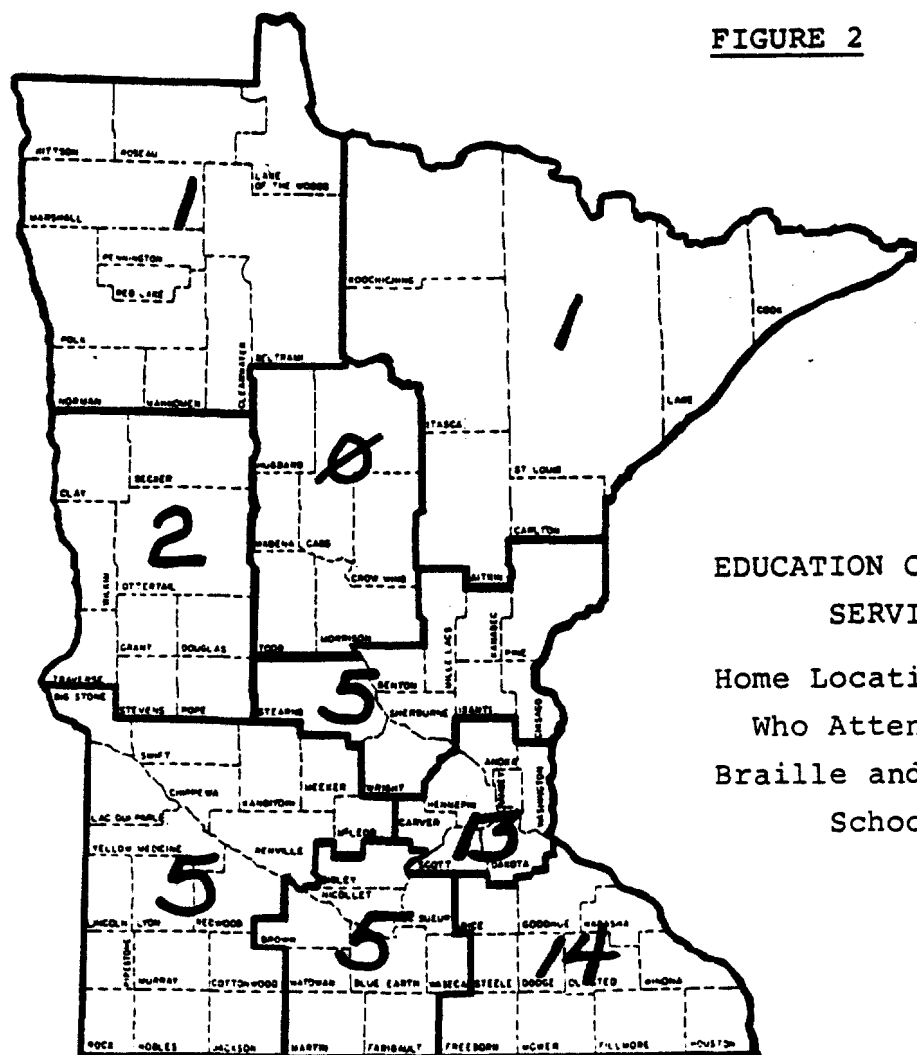 FIGURE 2
KITTSON ROSEAU
LAKE
OF THE WOODS
1
MARSHALL
PENNINGTON
RED LAKE
KOOCHICHING
1
COOK
POLK
CLEARWATER
BELTRAMI
NORMAN
MAHNOMEN
LAKE
ITASCA
HUBBARD
0
BECKER
ST. LOUIS
CLAY
2
WADENA CASS
CARLTON
WILKIN
OTTERTAIL
CROW WING
AITKIN
EDUCATION C
SERVI
GRANT DOUGLAS
TODD
MORRISON
MILLE LACS
KANABEC
PINE
TRAVERSE
BIG STONE
STEVENS POPE
STEARNS
5
BENTON
SHERBURNE
ISANTI
CHISAGO
Home Locati
Who Atten
Braille and
Schoo
SWIFT
CHIPPEWA
KANDIYOHI
MEEKER
WRIGHT
ANOKA
RAMSEY
WASHINGTON
HENNEPIN
LAC QUI PARLE
McLEOD
CARVER
13
YELLOW MEDICINE
RENVILLE
SCOTT
DAKOTA
5
SIBLEY
NICOLLET
LINCOLN LYON
REDWOOD
BROWN
LE SUEUR
RICE
GOODHUE
WABASHA
5
14
PIPESTONE
MURRAY
COTTONWOOD
WATONWAN
BLUE EARTH
WASECA
STEELE
DODGE
OLMSTED
WINONA
ROCK
NOBLES
JACKSON
MARTIN
FARIBAULT
FREEBORN
MOWER
FILLMORE
HOUSTON